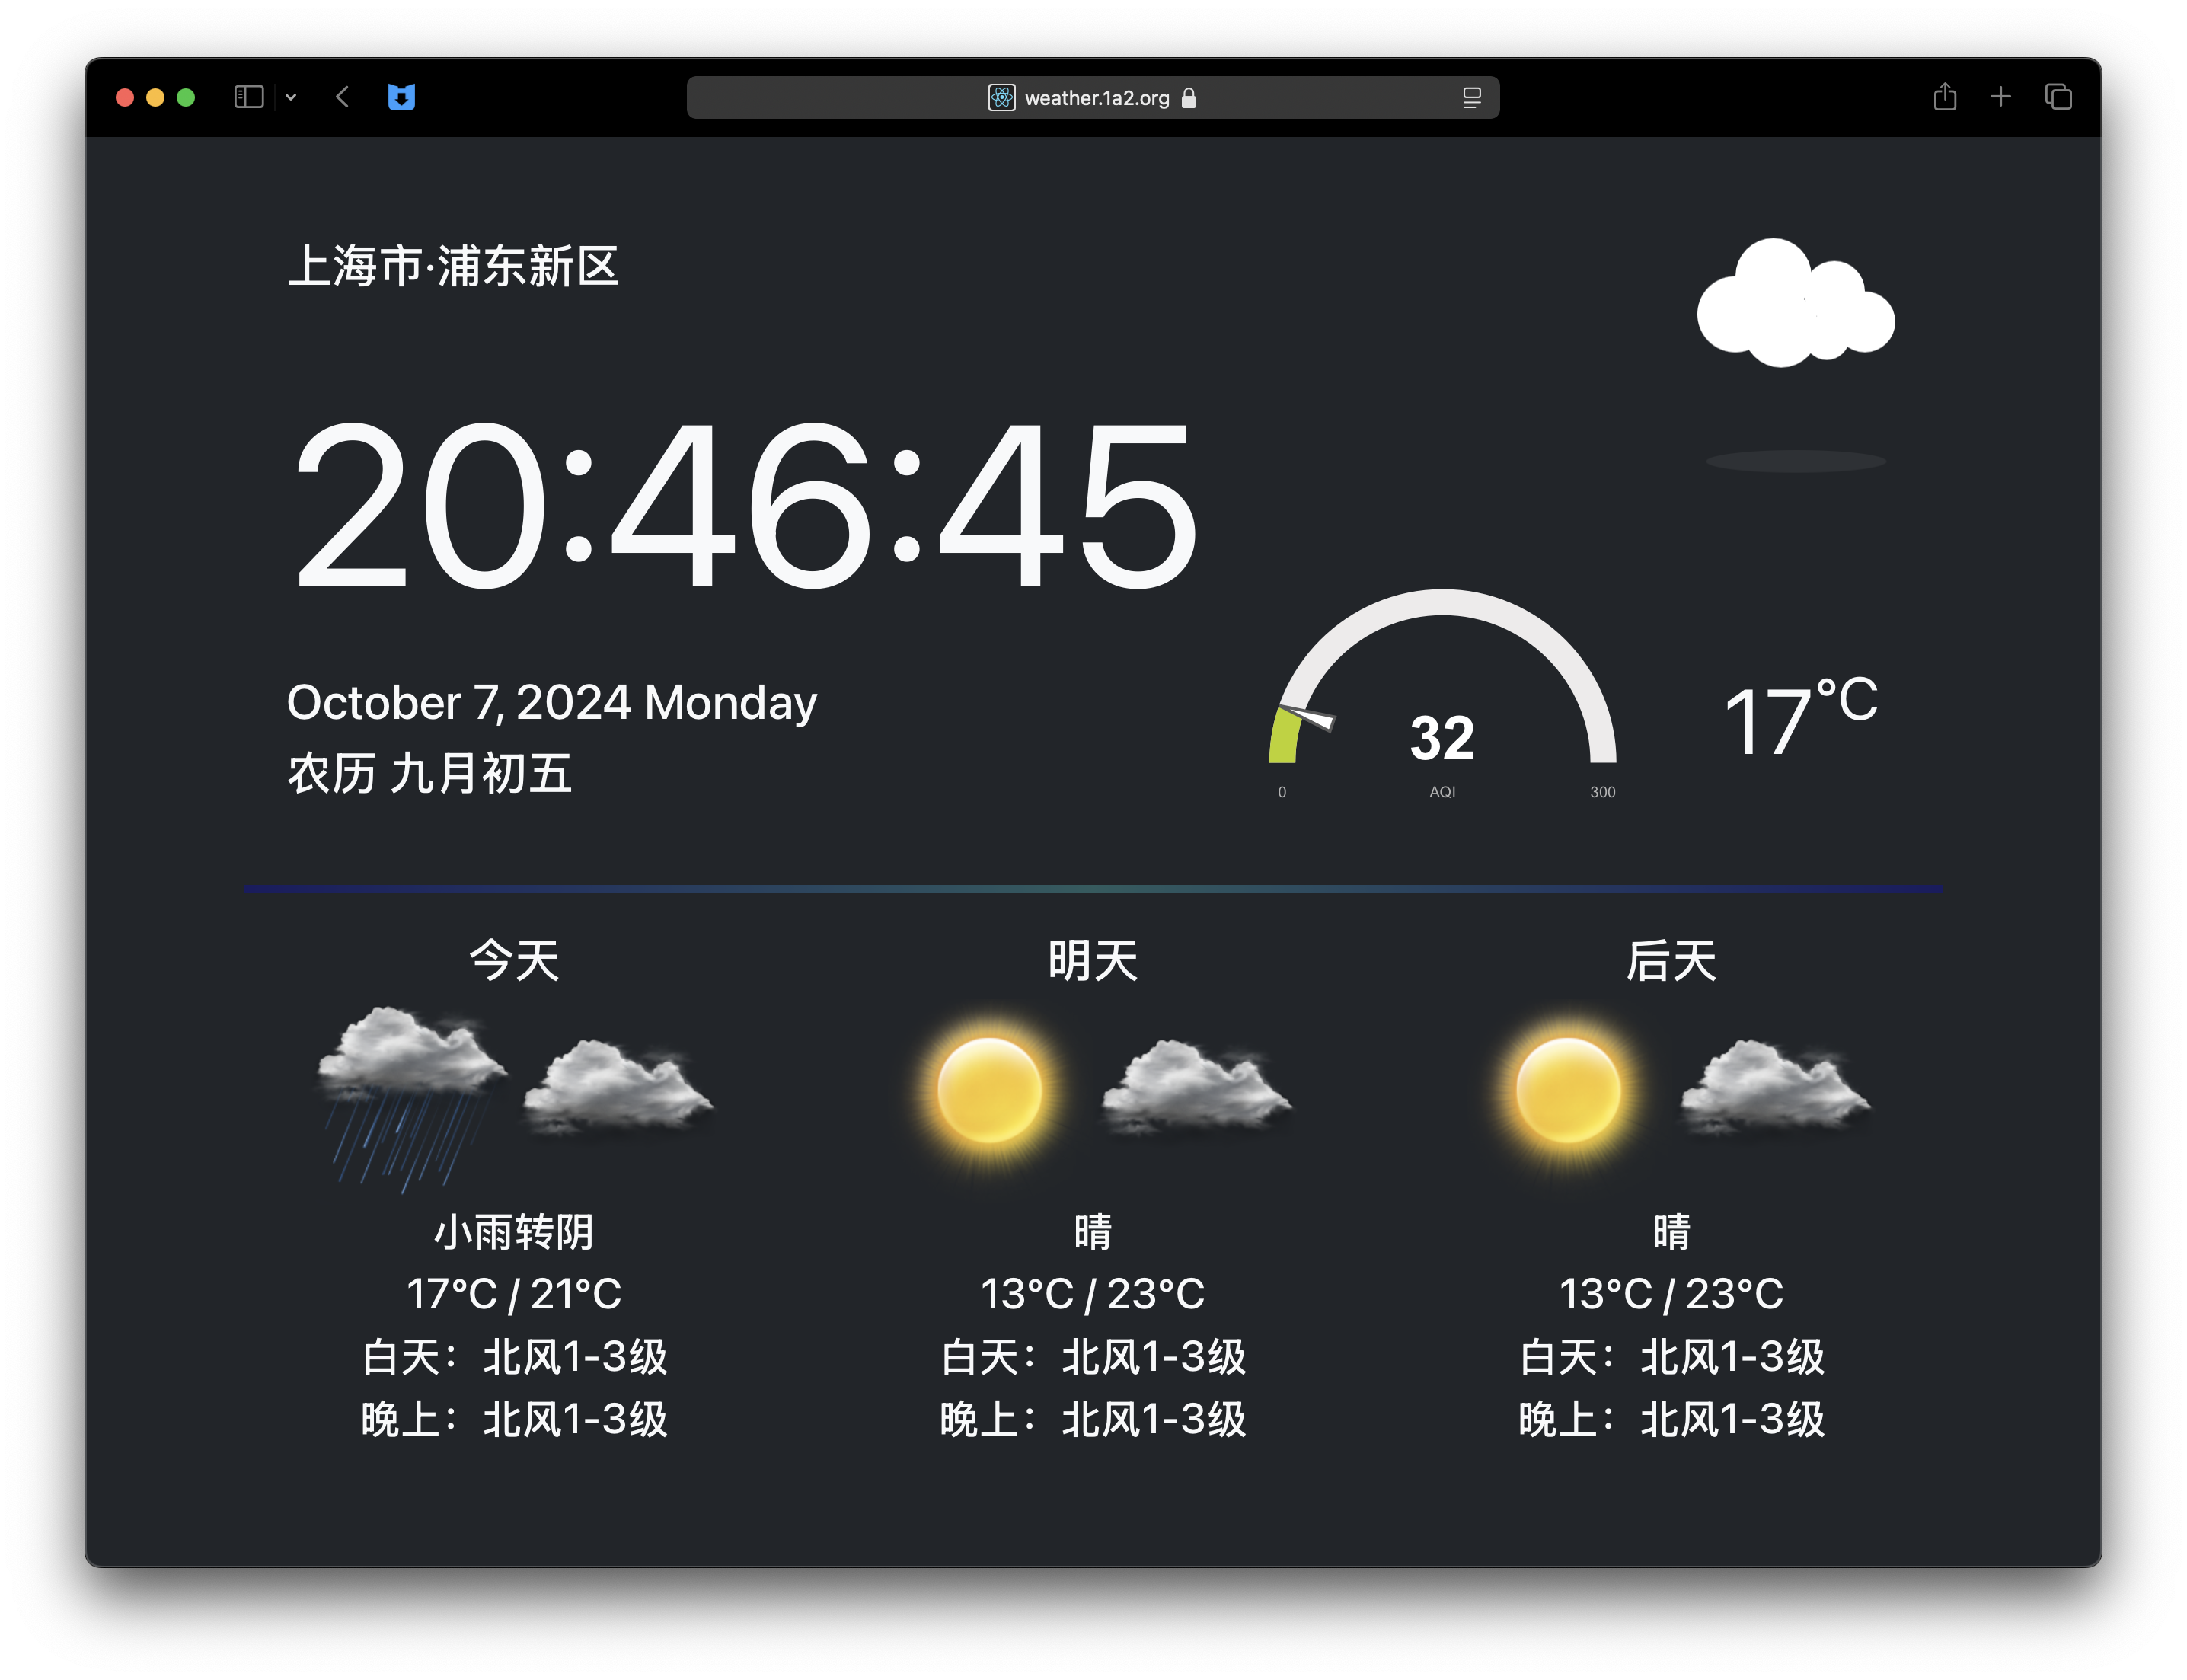 weather.1a2.org
上海市·浦东新区
20:46:45
October 7, 2024 Monday
农历 九月初五
32
0
AQI
300
17°C
今天
明天
后天
小雨转阴
晴
晴
17°C / 21°C
13°C / 23°C
13°C / 23°C
白天：北风1-3级
白天：北风1-3级
白天：北风1-3级
晚上：北风1-3级
晚上：北风1-3级
晚上：北风1-3级